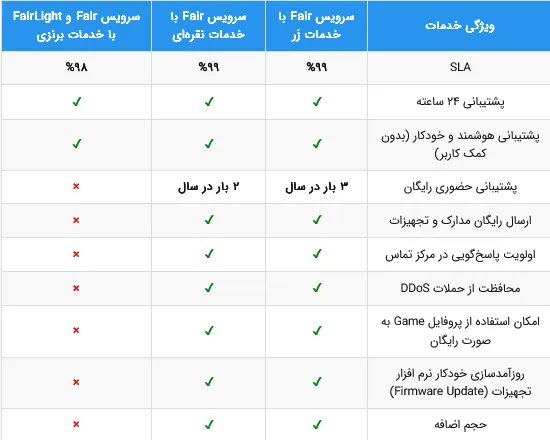 ویژگی خدمات
سرویس Fair با
خدمات زَر
سرویس Fair با
خدمات نقره‌ای
سرویس Fair و FairLight
با خدمات برنزی
SLA
%۹۹
%۹۹
%۹۸
پشتیبانی ۲۴ ساعته
✓
✓
✓
پشتیبانی هوشمند و خودکار (بدون
کمک کاربر)
✓
✓
✓
پشتیبانی حضوری رایگان
۳ بار در سال
۲ بار در سال
×
ارسال رایگان مدارک و تجهیزات
✓
✓
×
اولویت پاسخ‌گویی در مرکز تماس
✓
✓
×
محافظت از حملات DDoS
✓
✓
×
امکان استفاده از پروفایل Game به
صورت رایگان
✓
✓
×
روزآمدسازی خودکار نرم افزار
تجهیزات (Firmware Update)
✓
✓
×
حجم اضافه
✓
✓
×